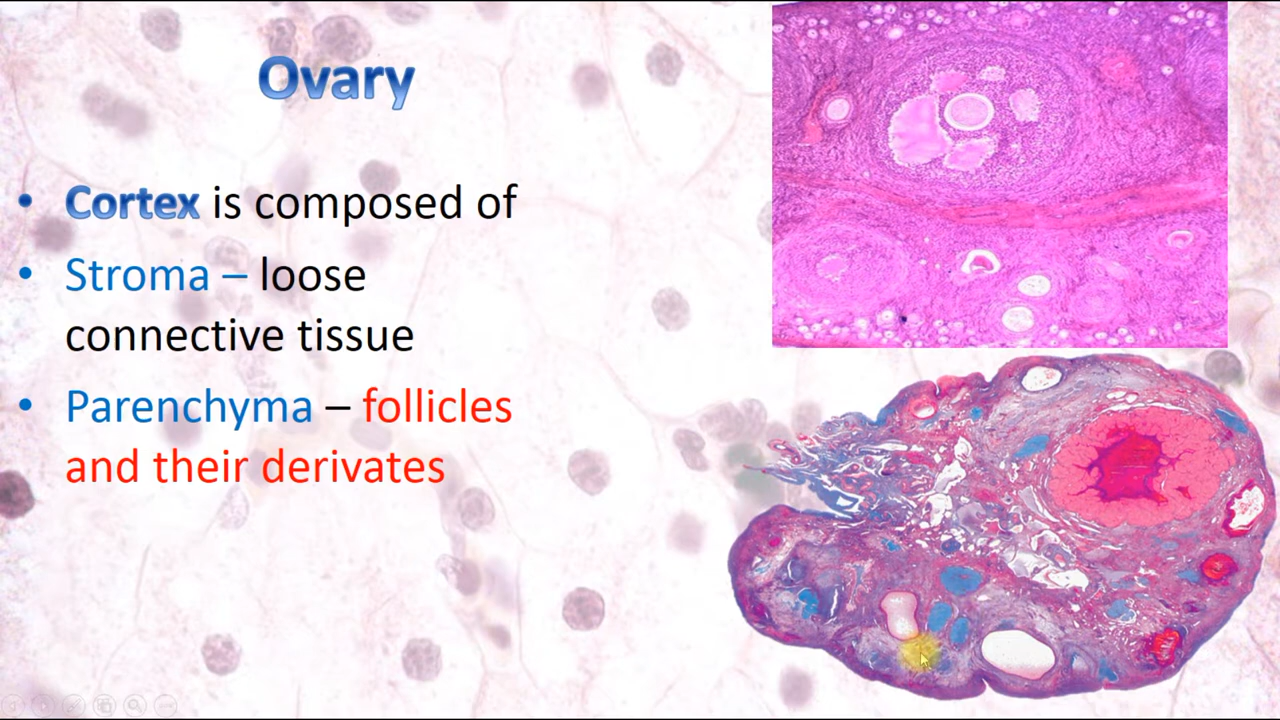 Ovary
• Cortex is composed of
• Stroma – loose
connective tissue
• Parenchyma – follicles
and their derivates